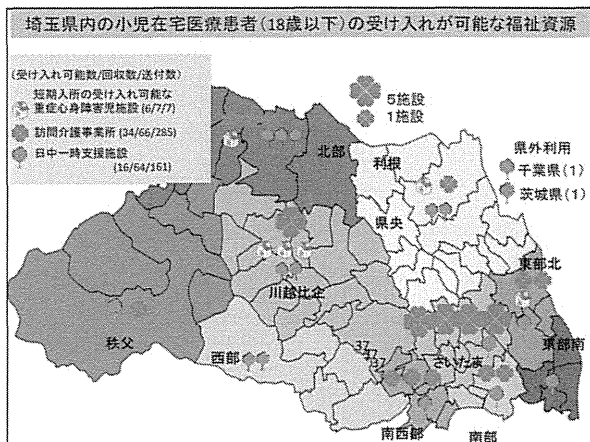 埼玉県内の小児在宅医療患者(18歳以下)の受け入れが可能な福祉資源
(受け入れ可能数/回収数/送付数)
短期入所の受け入れ可能な
重症心身障害児施設(6/7/7)
訪問介護事業所(34/66/285)
日中一時支援施設
(16/64/161)
5施設
1施設
県外利用
千葉県(1)
茨城県(1)
北部
利根
県央
東部北
川越比企
秩父
西部
37
37
37
さいたま
東部南
南西部
南部